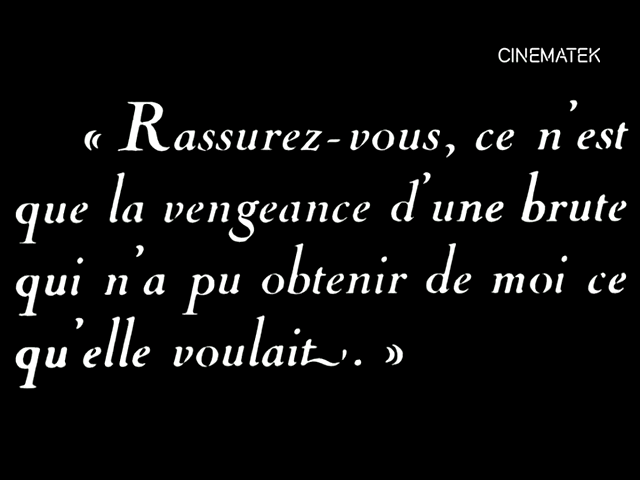 CINEMATEK
« Rassurez-vous, ce n'est
que la vengeance d'une brute
qui n'a pu obtenir de moi ce
qu'elle voulait. »